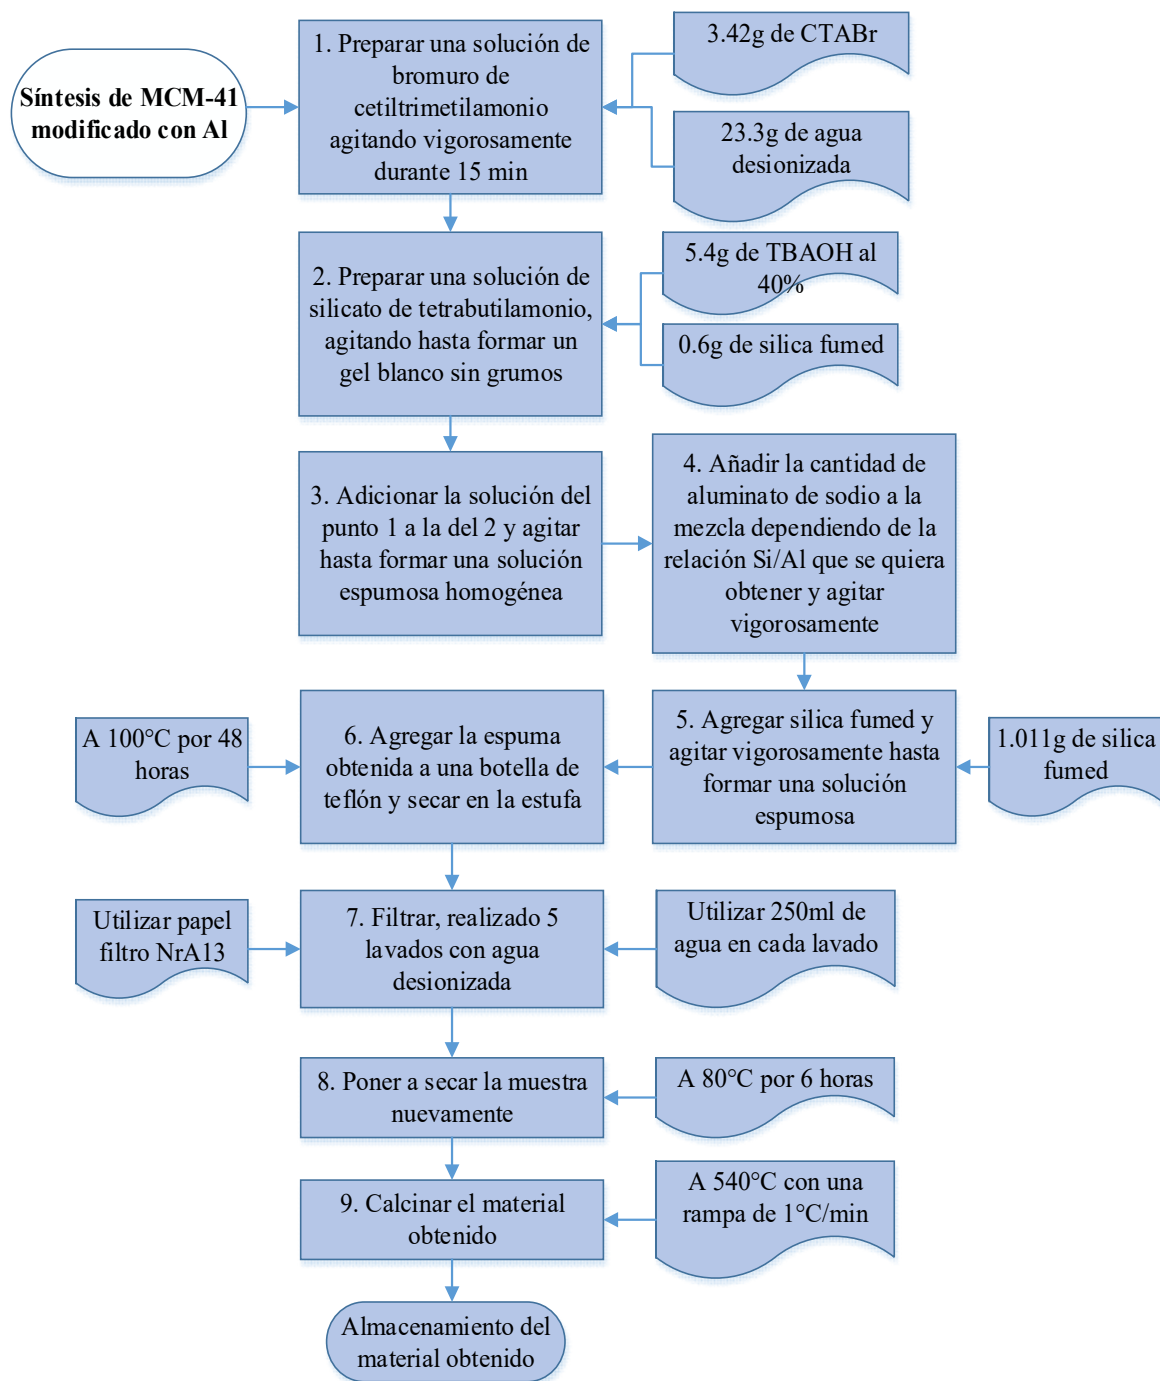 Síntesis de MCM-41
modificado con Al
1. Preparar una solución de
bromuro de
cetiltrimetilamonio
agitando vigorosamente
durante 15 min
3.42g de CTABr
23.3g de agua
desionizada
2. Preparar una solución de
silicato de tetrabutilamonio,
agitando hasta formar un
gel blanco sin grumos
5.4g de TBAOH al
40%
0.6g de silica fumed
3. Adicionar la solución del
punto 1 a la del 2 y agitar
hasta formar una solución
espumosa homogénea
4. Añadir la cantidad de
aluminato de sodio a la
mezcla dependiendo de la
relación Si/Al que se quiera
obtener y agitar
vigorosamente
5. Agregar silica fumed y
agitar vigorosamente hasta
formar una solución
espumosa
1.011g de silica
fumed
6. Agregar la espuma
obtenida a una botella de
teflón y secar en la estufa
A 100°C por 48
horas
7. Filtrar, realizado 5
lavados con agua
desionizada
Utilizar papel
filtro NrA13
Utilizar 250ml de
agua en cada lavado
8. Poner a secar la muestra
nuevamente
A 80°C por 6 horas
9. Calcinar el material
obtenido
A 540°C con una
rampa de 1°C/min
Almacenamiento del
material obtenido